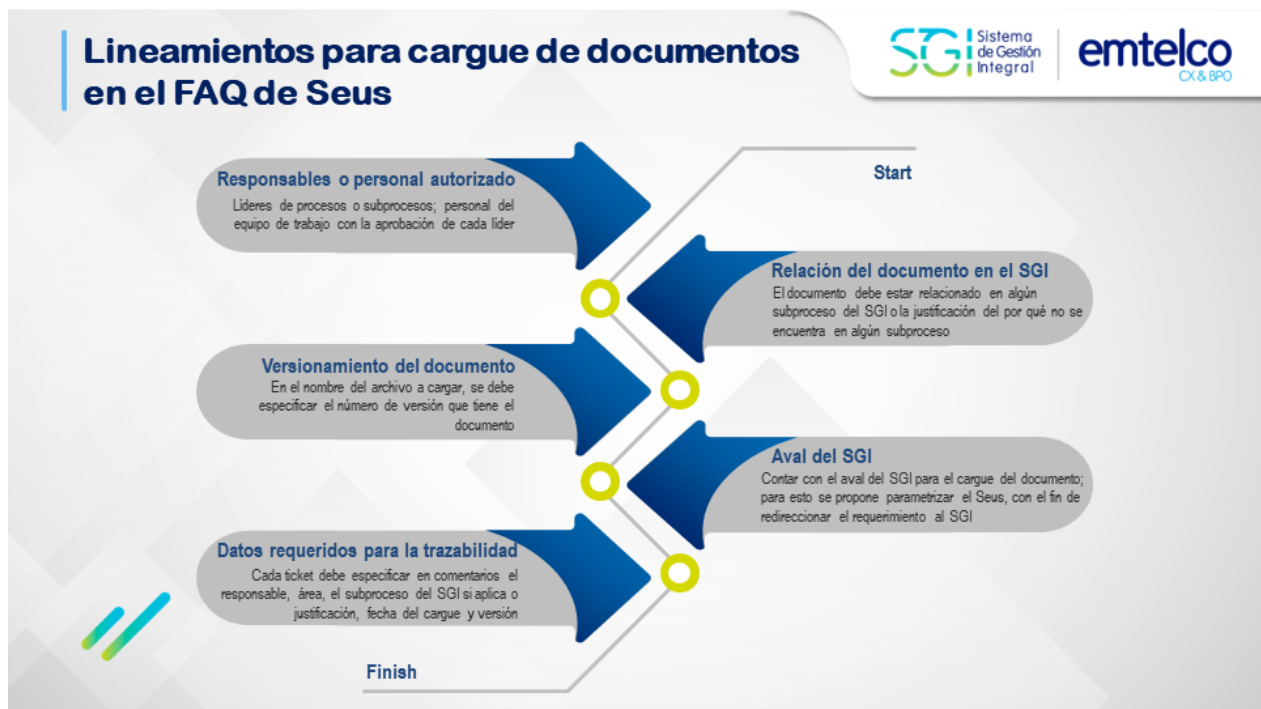 Lineamientos para cargue de documentos
en el FAQ de Seus
SGI
Sistema
de Gestión
Integral
emtelco
CX & BPO
Start
Responsables o personal autorizado
Líderes de procesos o subprocesos; personal del
equipo de trabajo con la aprobación de cada líder
Relación del documento en el SGI
El documento debe estar relacionado en algún
subproceso del SGI o la justificación del por qué no se
encuentra en algún subproceso
Versionamiento del documento
En el nombre del archivo a cargar, se debe
especificar el número de versión que tiene el
documento
Aval del SGI
Contar con el aval del SGI para el cargue del documento;
para esto se propone parametrizar el Seus, con el fin de
redireccionar el requerimiento al SGI
Datos requeridos para la trazabilidad
Cada ticket debe especificar en comentarios el
responsable, área, el subproceso del SGI si aplica o
justificación, fecha del cargue y versión
Finish